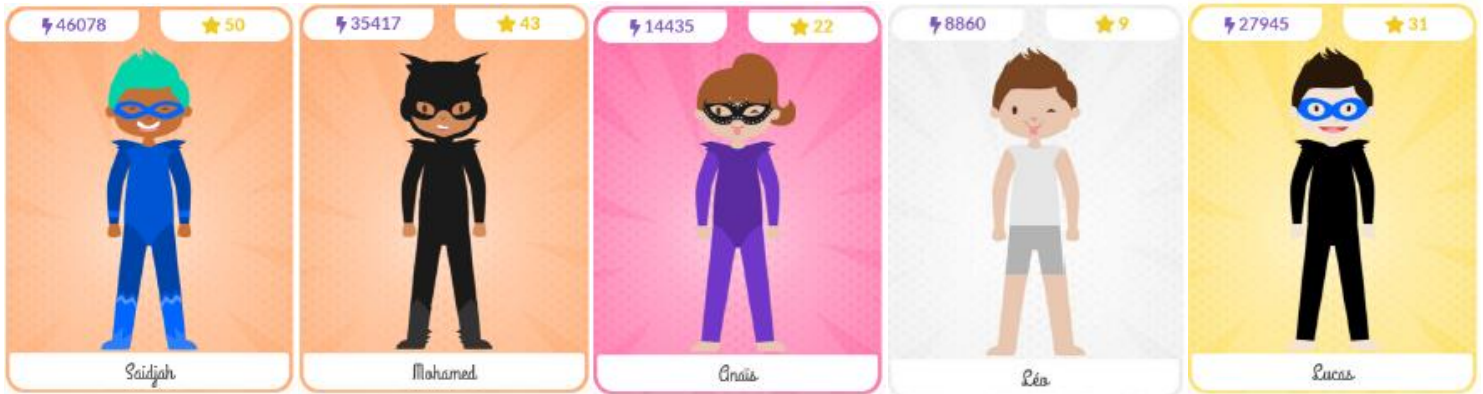 46078 50
35417 43
14435 22
8860 9
27945 31
Saidjah
Mohamed
Anaïs
Léo
Lucas